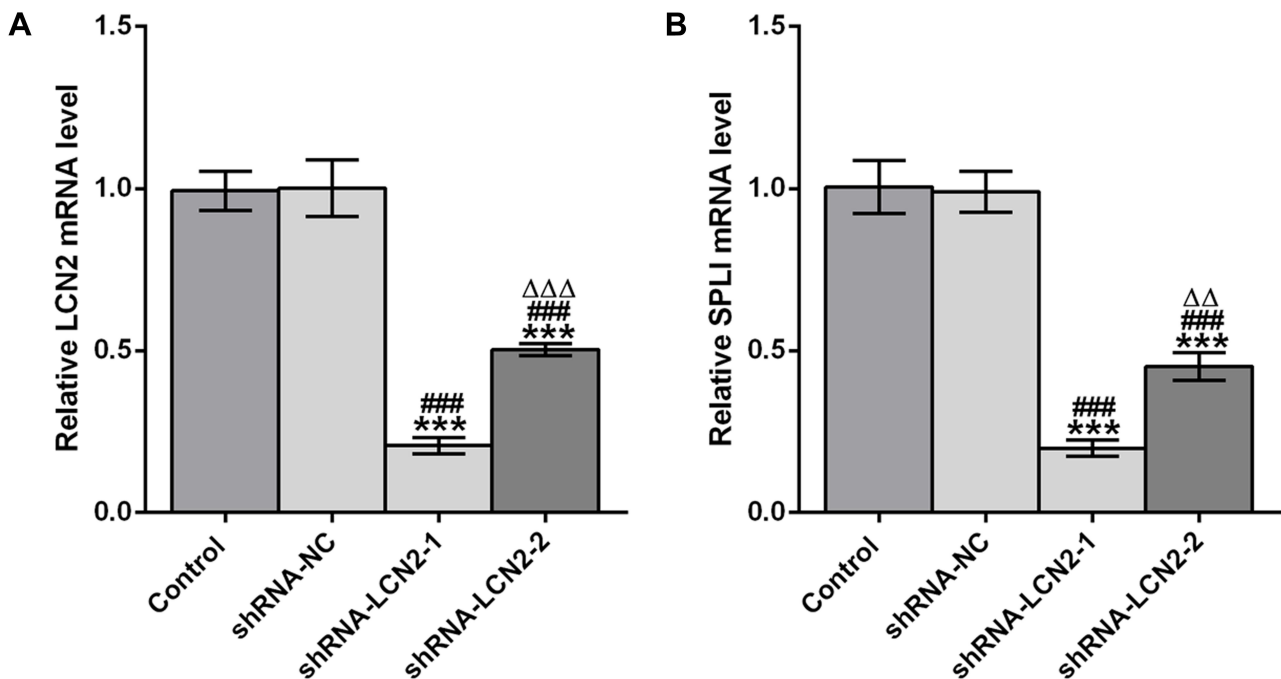 A
Relative LCN2 mRNA level
1.5
1.0
0.5
0.0
###
***
ΔΔΔ
###
***
Control
shRNA-NC
shRNA-LCN2-1
shRNA-LCN2-2
B
Relative SPLI mRNA level
1.5
1.0
0.5
0.0
###
***
ΔΔ
###
***
Control
shRNA-NC
shRNA-LCN2-1
shRNA-LCN2-2